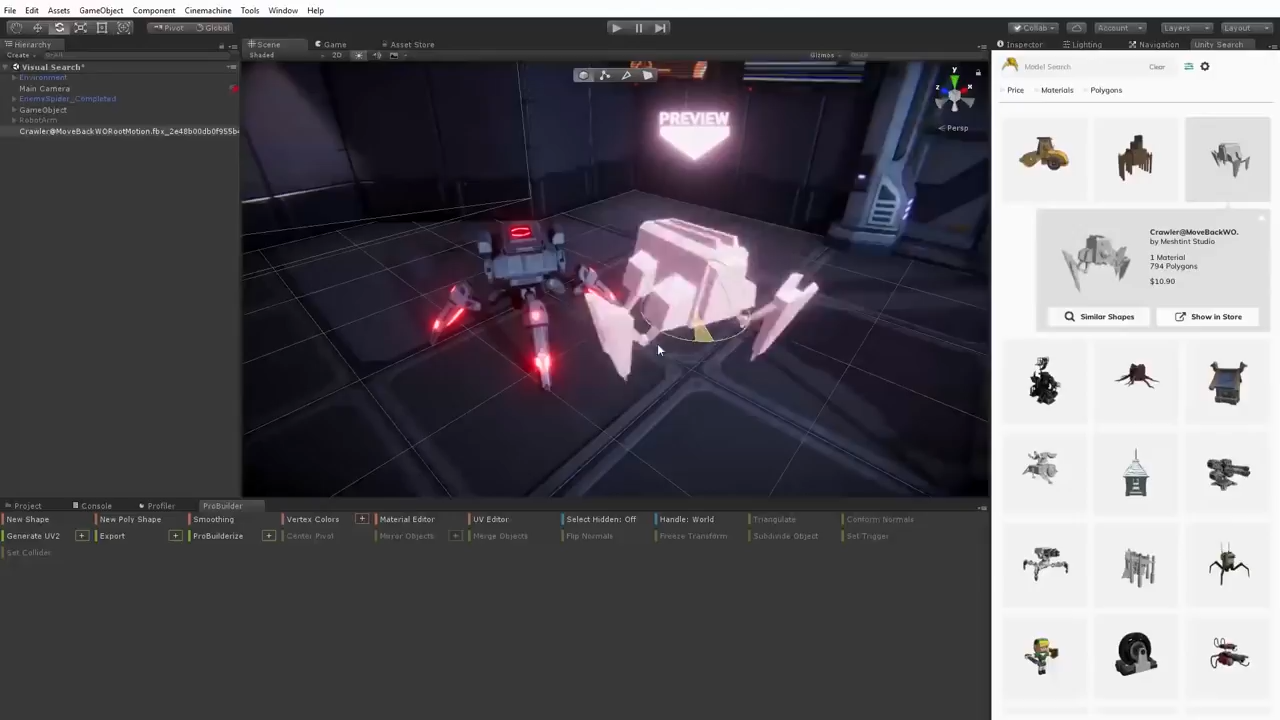 File Edit Assets GameObject Component Cinemachine Tools Window Help
Pivot Global
Collab Account Layers Layout
Hierarchy Scene Game Asset Store Inspector Lighting Navigation Unity Search
Create Shaded 2D Gizmos
Visual Search*
Environment
Main Camera
EnemySpider_Completed
GameObject
RobotArm
Crawler@MoveBackWORootMotion.fbx_2e48b00db0f955b4
y
z x
Persp
PREVIEW
Model Search Clear
Price Materials Polygons
Crawler@MoveBackWO.
by Meshtint Studio
1 Material
794 Polygons
$10.90
Similar Shapes Show in Store
Project Console Profiler ProBuilder
New Shape New Poly Shape Smoothing Vertex Colors + Material Editor UV Editor Select Hidden: Off Handle: World Triangulate Conform Normals
Generate UV2 + Export + ProBuilderize + Center Pivot Mirror Objects + Merge Objects Flip Normals Freeze Transform Subdivide Object Set Trigger
Set Collider